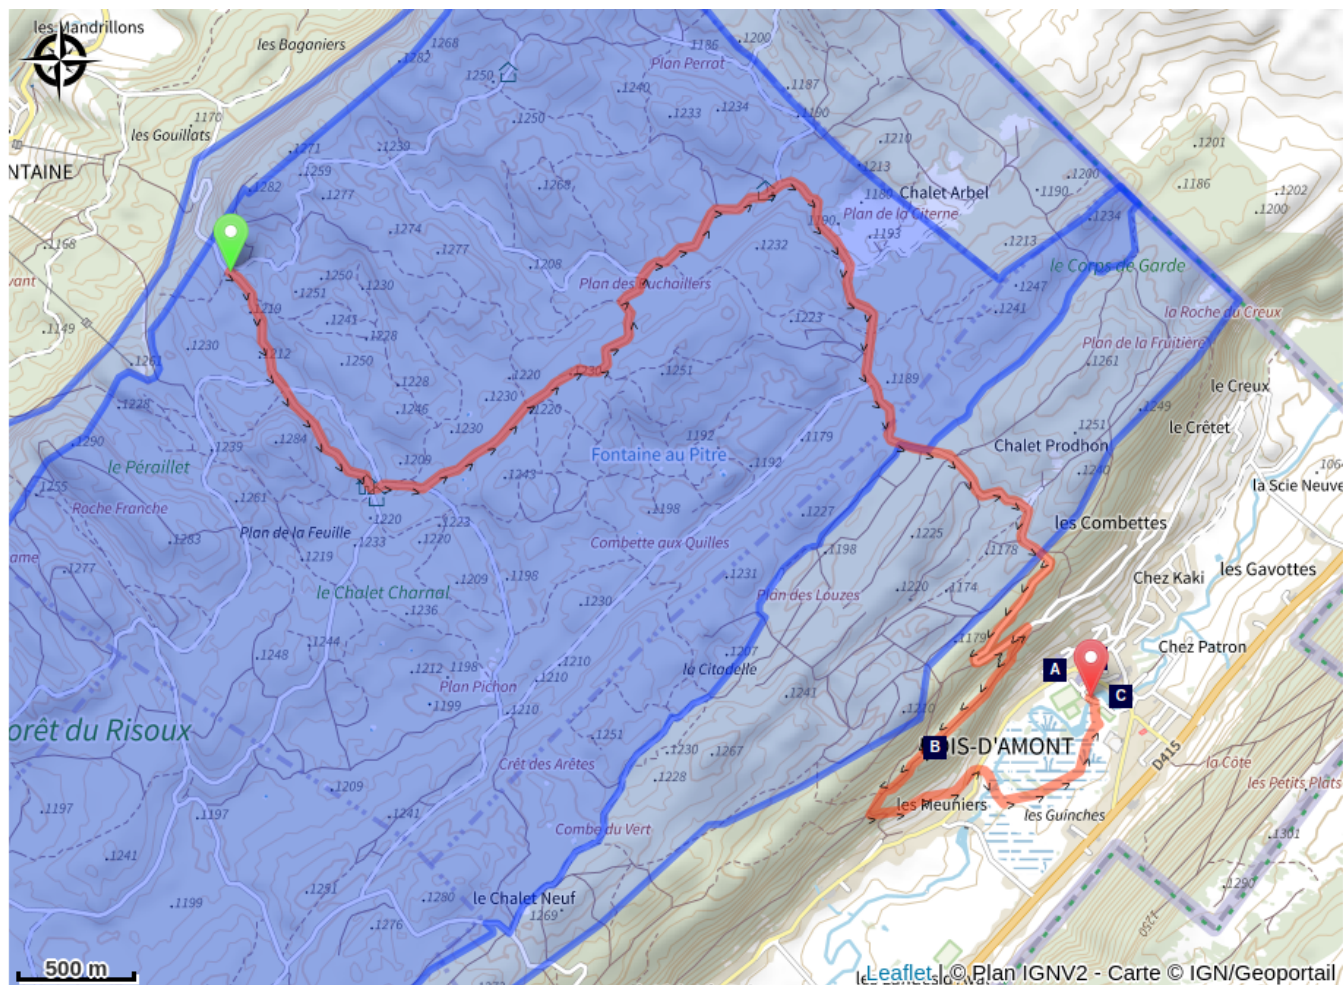 les Mandrillons
les Bagoniers
.1268
.1282
1186
.1200
Plan Perrat
1250
.1240
.1187
.1170
les Gouillats
.1250
.1233
.1234
.1190
.1210
.1201
NTAINE
.1271
.1239
.1259
.1213
.1282
.1277
.1268
Chalet Arbel
.1200
.1190
.1186
.1202
.1200
1180
Plan de la Citerne
.1234
.1168
.1274
.1277
.1232
1190
.1193
.1213
.1208
le Corps de Garde
vant
.1250
.1230
Plan des Buchaillers
.1247
.1251
.1219
.1241
la Roche du Creux
.1149
.1243
.1228
.1223
Plan de la Fruitière
.1230
.1212
.1250
.1261
.1251
.1230
.1261
.1228
.1220
.1189
le Creux
.1228
.1246
.1230
.1220
.1249
.1251
le Crêtet
.1290
.1284
.1230
.1192
.1179
.1239
Fontaine au Pitre
Chalet Prodhon
le Péraillet
.1209
.1243
.1192
.1240
.1255
la Scie Neuve
Roche Franche
.1261
.1198
.1227
.1220
.1223
les Combettes
Plan de la Feuille
.1233
.1220
.1225
.1283
Combette aux Quilles
.1198
.1178
ame
.1219
.1277
.1209
.1198
.1231
les Gavottes
Chez Kaki
le Chalet Charnal
.1220
.1174
Plan des Louzes
.1236
.1230
.1244
.1179
Chez Patron
.1248
.1212
1198
.1210
.1207
la Citadelle
A
.1210
Plan Pichon
.1241
C
.1199
.1210
.1210
orêt du Risoux
.1251
.1230
.1267
B
OIS-D'AMONT
D415
Crêt des Arêtes
.1228
la Côte
.1209
les Petits Plats
.1197
.1197
.1241
les Meuniers
les Guinches
Combe du Vert
.1301
.1241
.1251
.1290
.1280
le Chalet Neuf
.1199
.1269
1250
.1276
500 m
Leaflet | © Plan IGNV2 - Carte © IGN/Geoportail